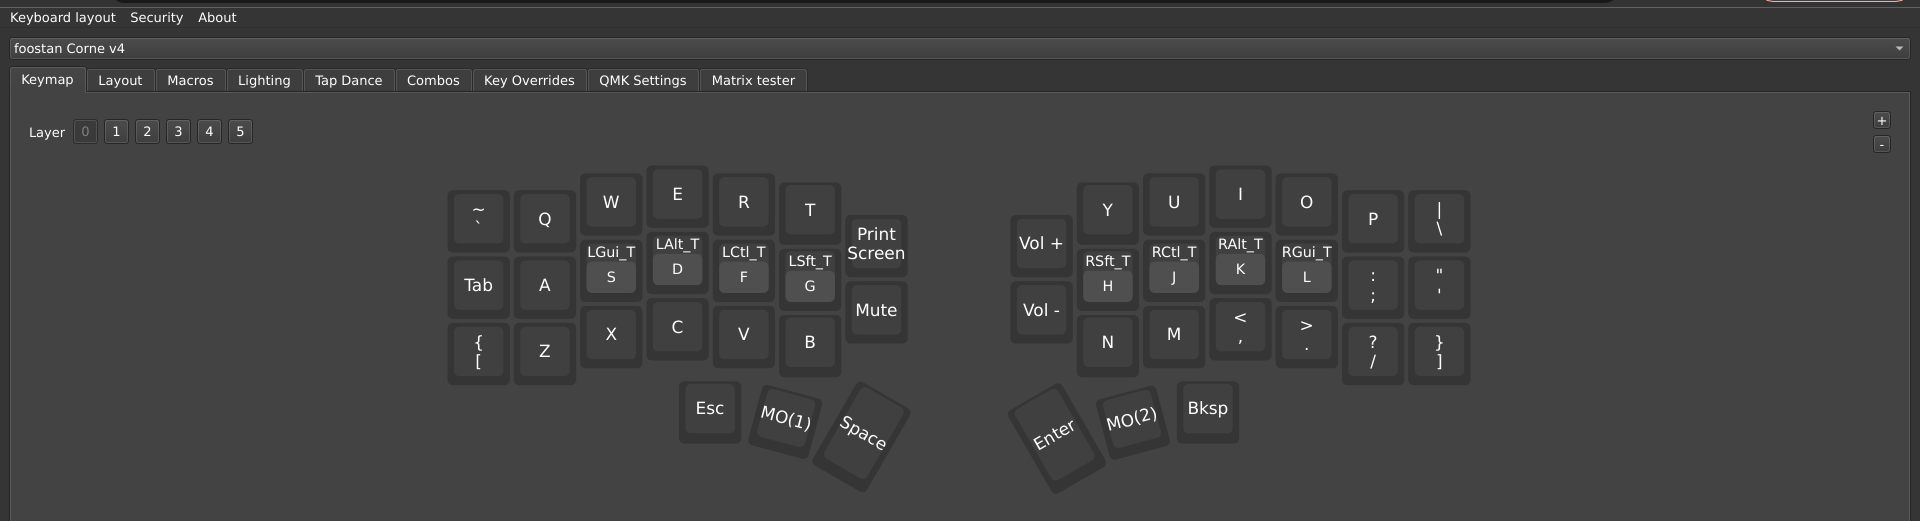 Keyboard layout Security About
foostan Corne v4
Keymap Layout Macros Lighting Tap Dance Combos Key Overrides QMK Settings Matrix tester
Layer 0 1 2 3 4 5
+
-
~
`
Q
W
E
R
T
Print
Screen
Tab
A
LGui_T
S
LAlt_T
D
LCtl_T
F
LSft_T
G
Mute
{
[
Z
X
C
V
B
Esc
MO(1)
Space
Vol +
Y
U
I
O
P
|
\
Vol -
RSft_T
H
RCtl_T
J
RAlt_T
K
RGui_T
L
:
;
"
'
N
M
<
,
>
.
?
/
}
]
Enter
MO(2)
Bksp